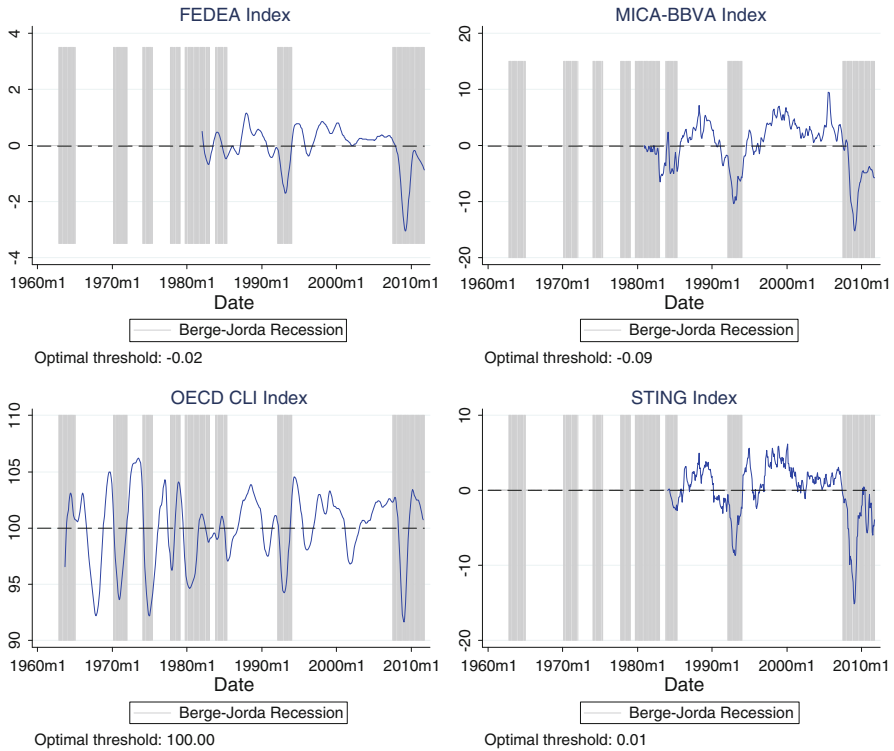 FEDEA Index
4
2
0
-2
-4
1960m1 1970m1 1980m1 1990m1 2000m1 2010m1
Date
Berge-Jorda Recession
Optimal threshold: -0.02
MICA-BBVA Index
20
10
0
-10
-20
1960m1 1970m1 1980m1 1990m1 2000m1 2010m1
Date
Berge-Jorda Recession
Optimal threshold: -0.09
OECD CLI Index
110
105
100
95
90
1960m1 1970m1 1980m1 1990m1 2000m1 2010m1
Date
Berge-Jorda Recession
Optimal threshold: 100.00
STING Index
10
0
-10
-20
1960m1 1970m1 1980m1 1990m1 2000m1 2010m1
Date
Berge-Jorda Recession
Optimal threshold: 0.01